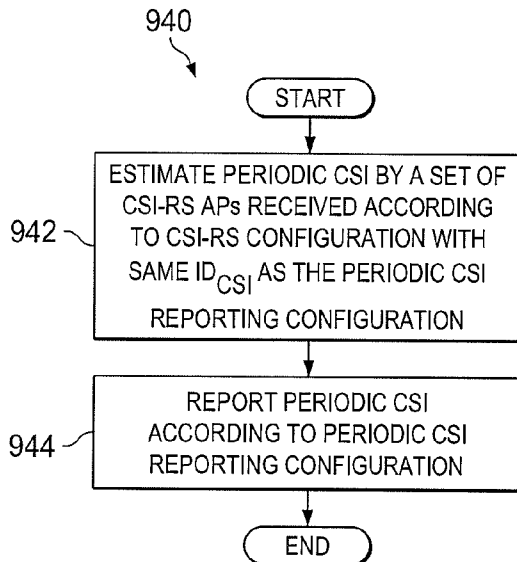 940
START
942
ESTIMATE PERIODIC CSI BY A SET OF
CSI-RS APs RECEIVED ACCORDING
TO CSI-RS CONFIGURATION WITH
SAME ID_CSI AS THE PERIODIC CSI
REPORTING CONFIGURATION
944
REPORT PERIODIC CSI
ACCORDING TO PERIODIC CSI
REPORTING CONFIGURATION
END